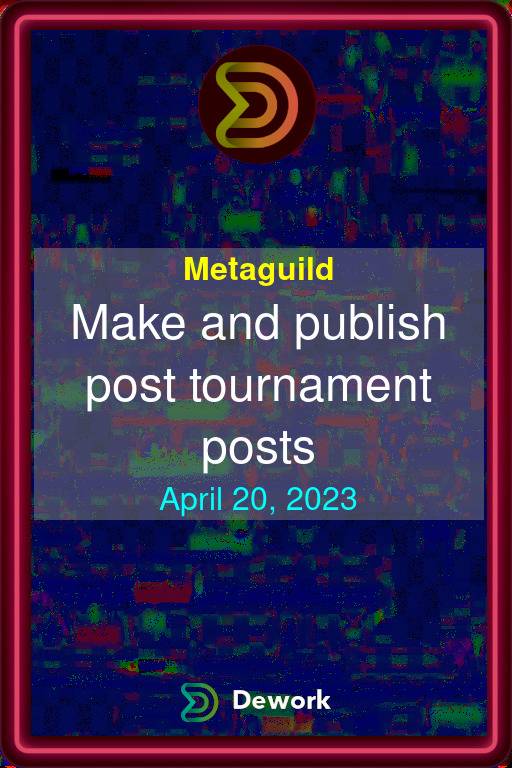 Metaguild
Make and publish
post tournament
posts
April 20, 2023
Dework